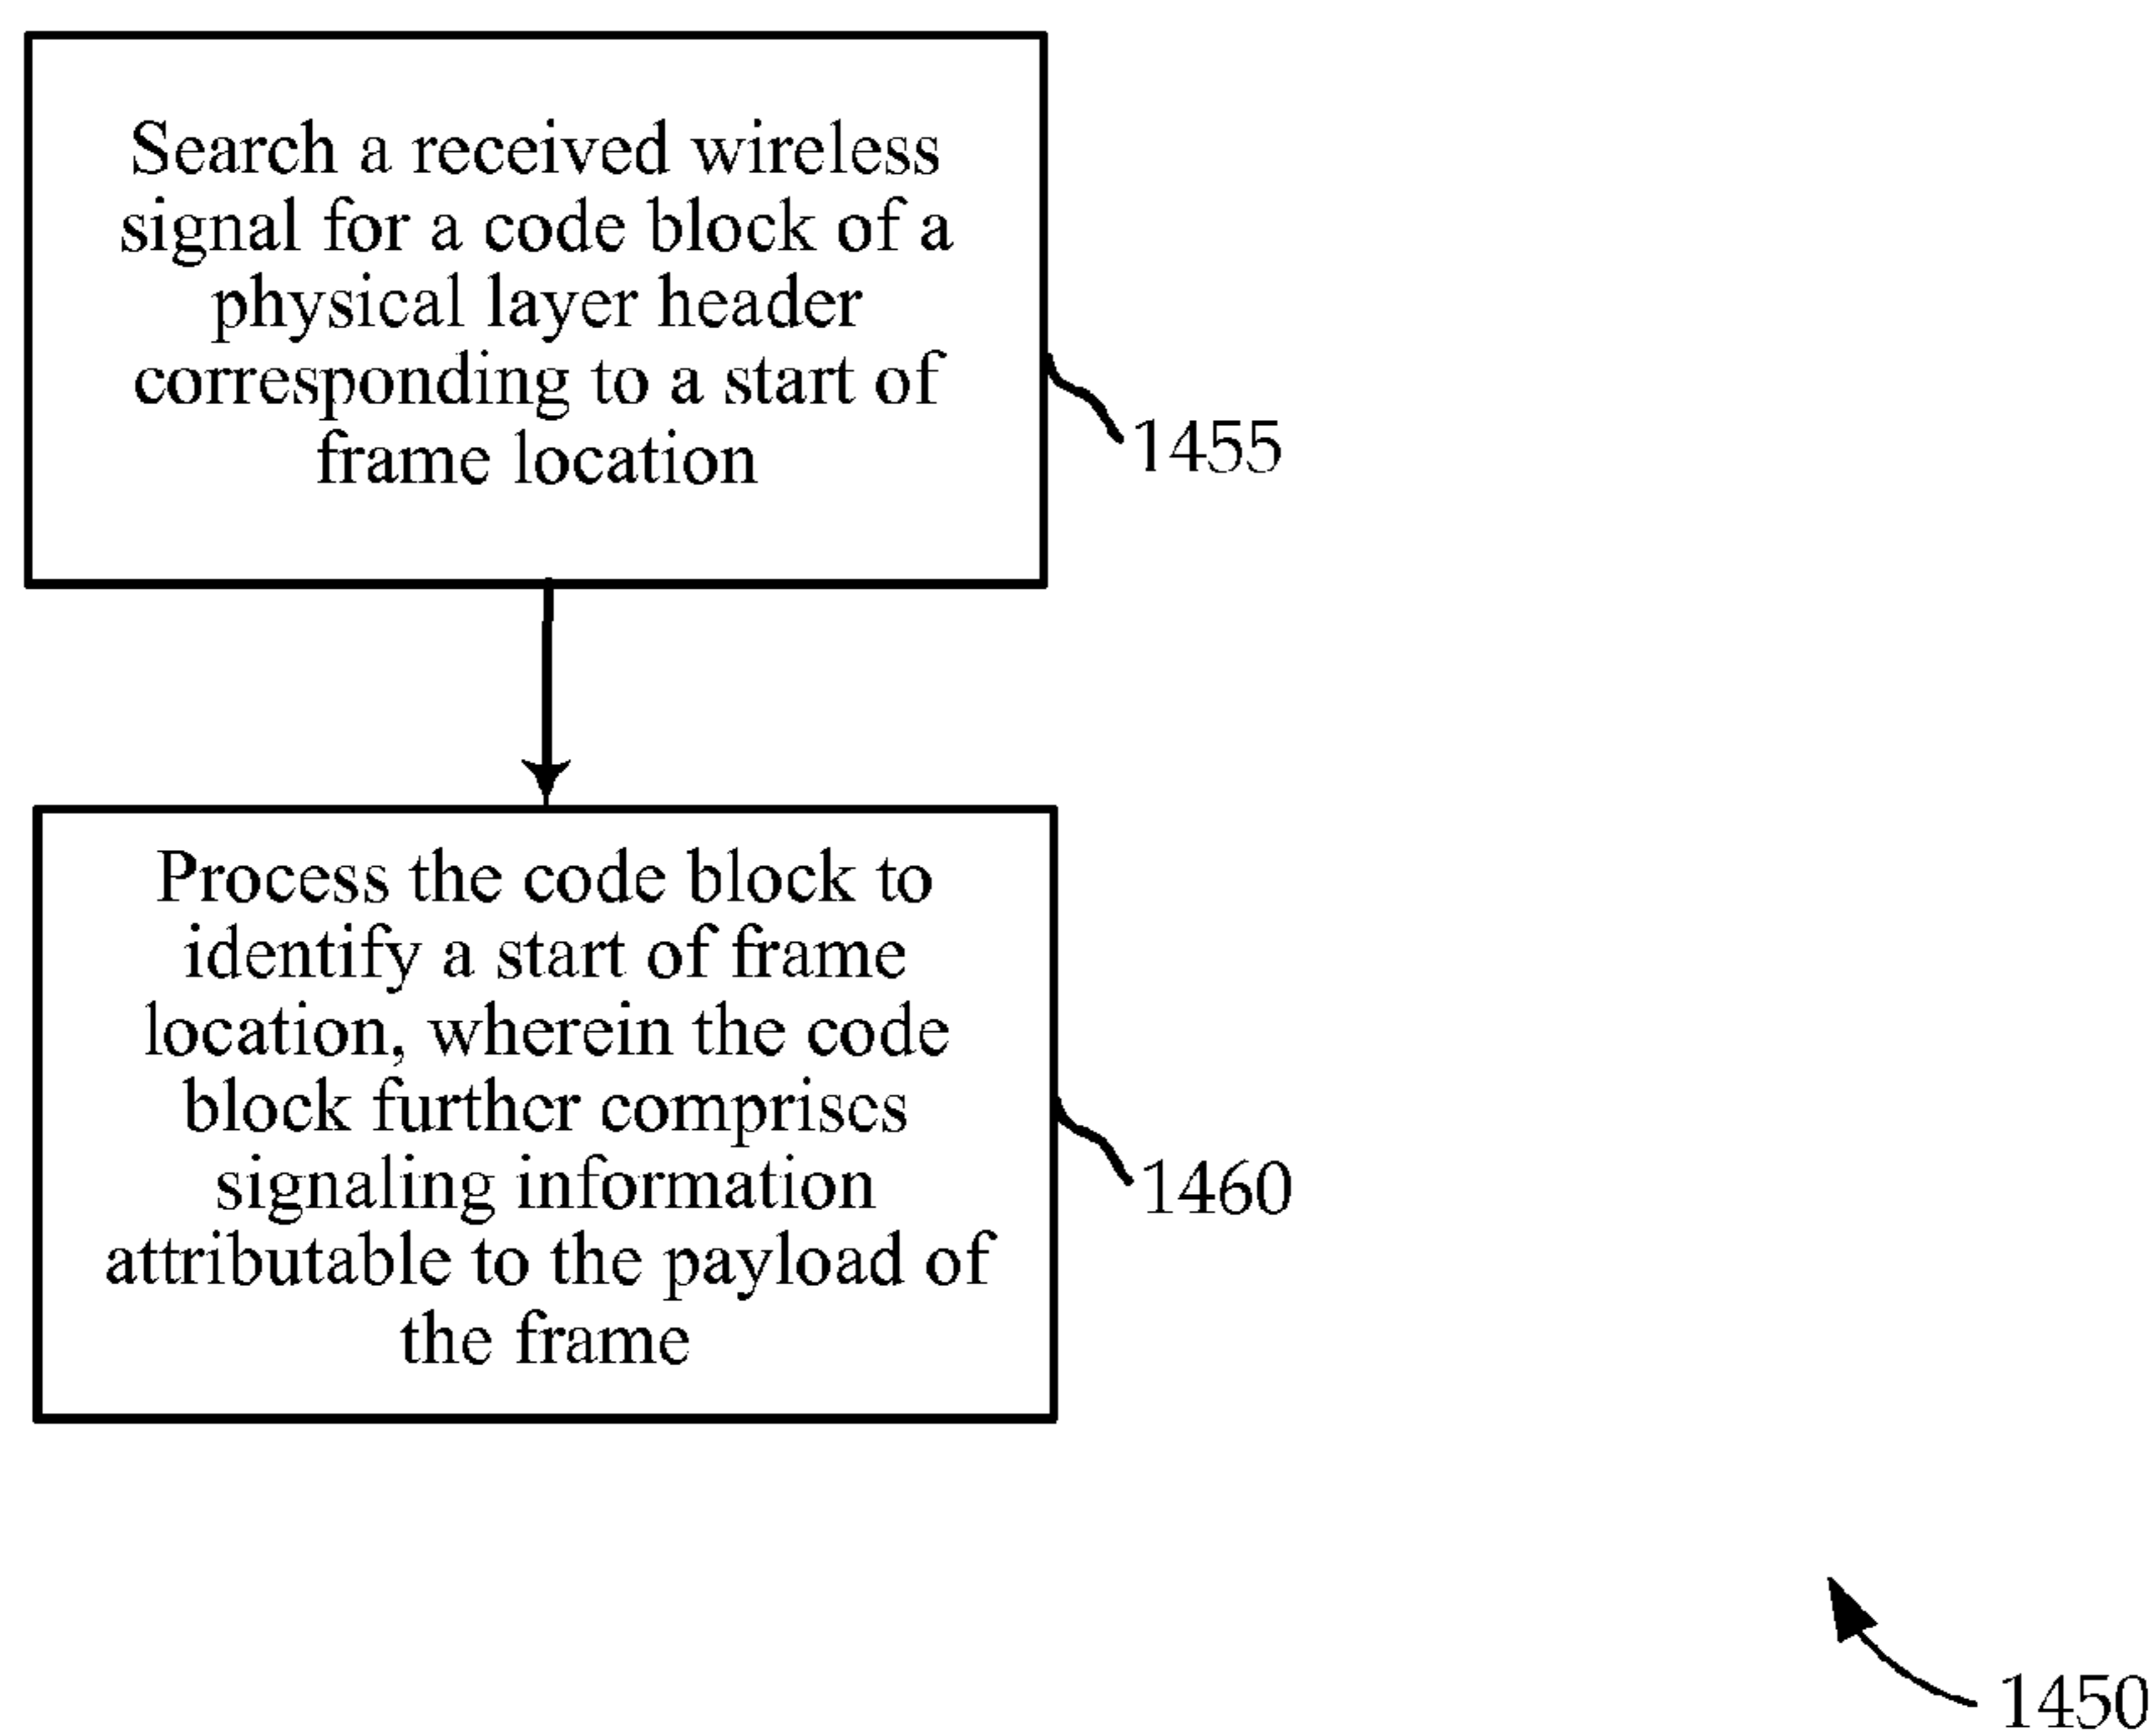 Search a received wireless
signal for a code block of a
physical layer header
corresponding to a start of
frame location
1455
Process the code block to
identify a start of frame
location, wherein the code
block further comprises
signaling information
attributable to the payload of
the frame
1460
1450